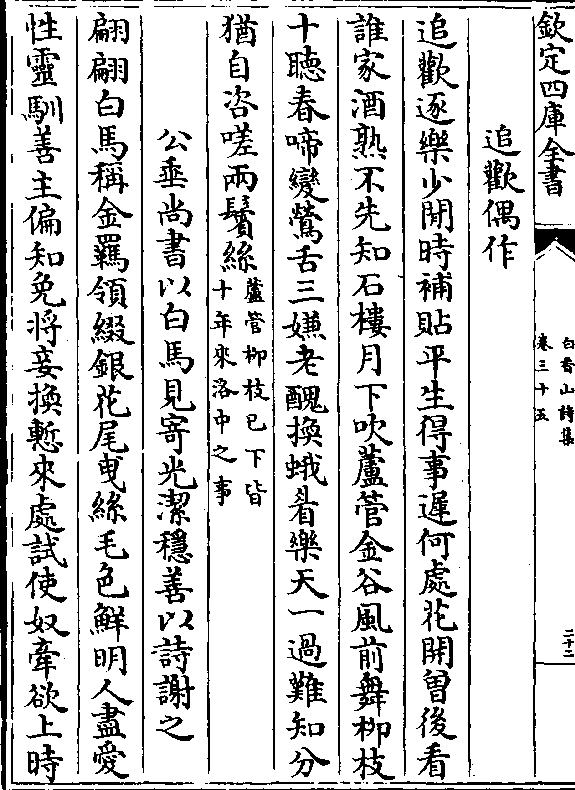 欽定四庫全書
白香山詩集
卷三十五
二十二
追歡偶作
追歡逐樂少閒時補貼平生得事遲何處花開曽後看
誰家酒熟不先知石樓月下吹蘆管金谷風前舞柳枝
十聽春啼變鶯舌三嫌老醜換蛾眉樂天一過難知分
猶自咨嗟兩鬢絲蘆管柳枝已下皆
十年來洛中之事
公垂尚書以白馬見寄光潔穩善以詩謝之
翩翩白馬稱金羈領綴銀花尾曳絲毛色鮮明人盡愛
性靈馴善主偏知免將妾換慙來處試使奴牽欲上時